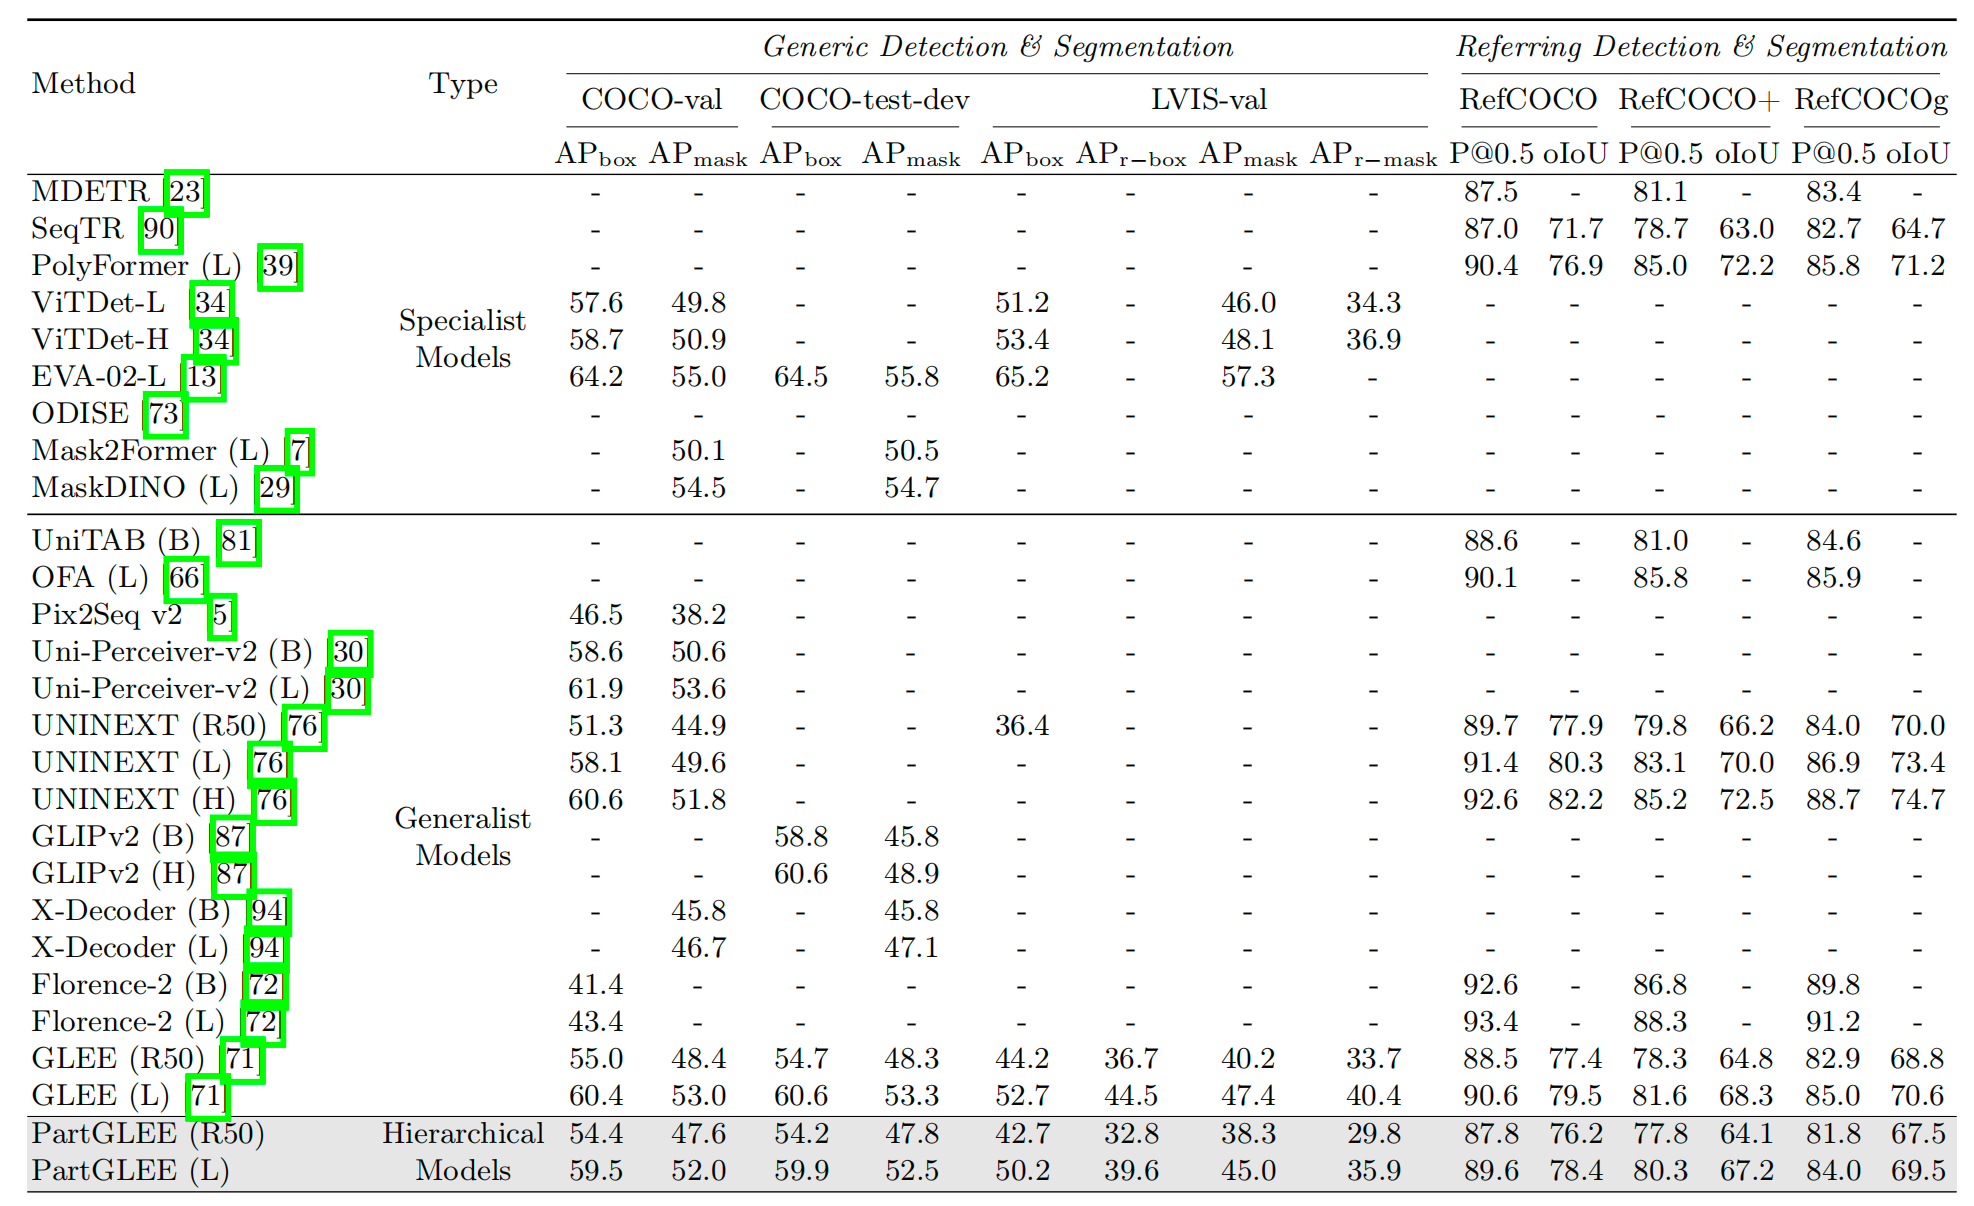 Generic Detection & Segmentation Referring Detection & Segmentation
Method Type COCO-val COCO-test-dev LVIS-val RefCOCO RefCOCO+ RefCOCOg
APbox APmask APbox APmask APbox APr−box APmask APr−mask P@0.5 oIoU P@0.5 oIoU P@0.5 oIoU
MDETR [23] - - - - - - - - 87.5 - 81.1 - 83.4 -
SeqTR [90] - - - - - - - - 87.0 71.7 78.7 63.0 82.7 64.7
PolyFormer (L) [39] - - - - - - - - 90.4 76.9 85.0 72.2 85.8 71.2
ViTDet-L [34] 57.6 49.8 - - 51.2 - 46.0 34.3 - - - - - -
Specialist
ViTDet-H [34] 58.7 50.9 - - 53.4 - 48.1 36.9 - - - - - -
Models
EVA-02-L [13] 64.2 55.0 64.5 55.8 65.2 - 57.3 - - - - - - -
ODISE [73] - - - - - - - - - - - - - -
Mask2Former (L) [7] - 50.1 - 50.5 - - - - - - - - - -
MaskDINO (L) [29] - 54.5 - 54.7 - - - - - - - - - -
UniTAB (B) [81] - - - - - - - - 88.6 - 81.0 - 84.6 -
OFA (L) [66] - - - - - - - - 90.1 - 85.8 - 85.9 -
Pix2Seq v2 [5] 46.5 38.2 - - - - - - - - - - - -
Uni-Perceiver-v2 (B) [30] 58.6 50.6 - - - - - - - - - - - -
Uni-Perceiver-v2 (L) [30] 61.9 53.6 - - - - - - - - - - - -
UNINEXT (R50) [76] 51.3 44.9 - - 36.4 - - - 89.7 77.9 79.8 66.2 84.0 70.0
UNINEXT (L) [76] 58.1 49.6 - - - - - - 91.4 80.3 83.1 70.0 86.9 73.4
UNINEXT (H) [76] 60.6 51.8 - - - - - - 92.6 82.2 85.2 72.5 88.7 74.7
Generalist
GLIPv2 (B) [87] - - 58.8 45.8 - - - - - - - - - -
Models
GLIPv2 (H) [87] - - 60.6 48.9 - - - - - - - - - -
X-Decoder (B) [94] - 45.8 - 45.8 - - - - - - - - - -
X-Decoder (L) [94] - 46.7 - 47.1 - - - - - - - - - -
Florence-2 (B) [72] 41.4 - - - - - - - 92.6 - 86.8 - 89.8 -
Florence-2 (L) [72] 43.4 - - - - - - - 93.4 - 88.3 - 91.2 -
GLEE (R50) [71] 55.0 48.4 54.7 48.3 44.2 36.7 40.2 33.7 88.5 77.4 78.3 64.8 82.9 68.8
GLEE (L) [71] 60.4 53.0 60.6 53.3 52.7 44.5 47.4 40.4 90.6 79.5 81.6 68.3 85.0 70.6
PartGLEE (R50) Hierarchical 54.4 47.6 54.2 47.8 42.7 32.8 38.3 29.8 87.8 76.2 77.8 64.1 81.8 67.5
PartGLEE (L) Models 59.5 52.0 59.9 52.5 50.2 39.6 45.0 35.9 89.6 78.4 80.3 67.2 84.0 69.5